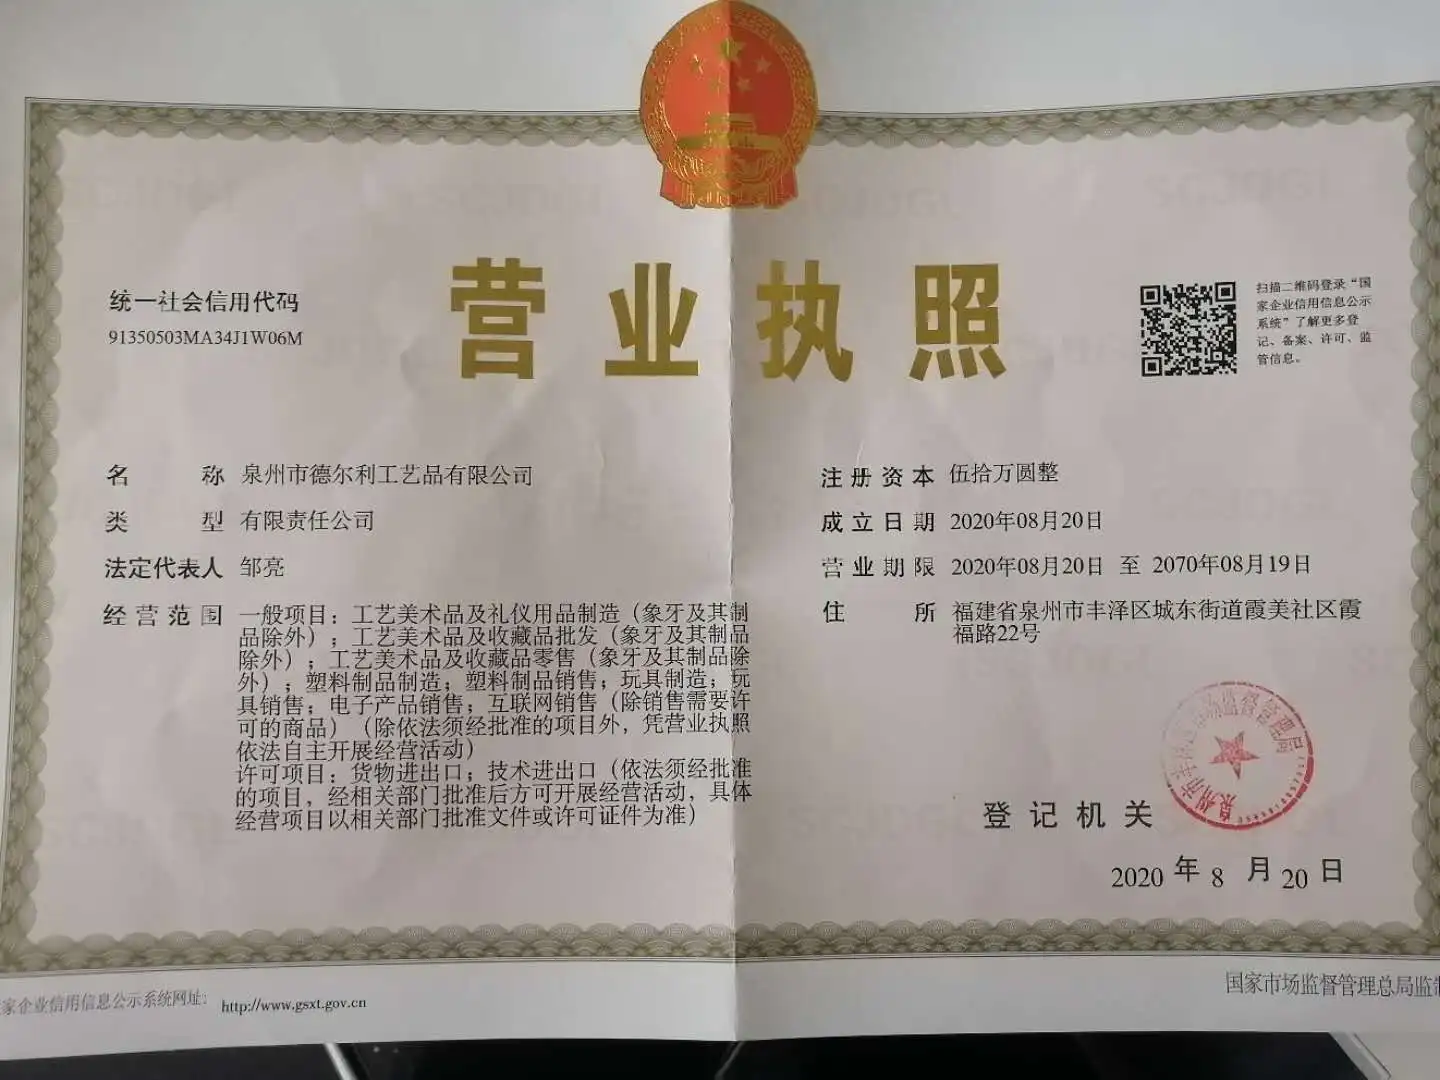 营业执照
统一社会信用代码
91350503MA34J1W06M
扫描二维码登录“国
家企业信用信息公示
系统”了解更多登
记、备案、许可、监
管信息。
名称 泉州市德尔利工艺品有限公司
类型 有限责任公司
法定代表人 邹亮
经营范围 一般项目：工艺美术品及礼仪用品制造（象牙及其制
品除外）；工艺美术品及收藏品批发（象牙及其制品
除外）；工艺美术品及收藏品零售（象牙及其制品除
外）；塑料制品制造；塑料制品销售；玩具制造；玩
具销售；电子产品销售；互联网销售（除销售需要许
可的商品）（除依法须经批准的项目外，凭营业执照
依法自主开展经营活动）
许可项目：货物进出口；技术进出口（依法须经批准
的项目，经相关部门批准后方可开展经营活动，具体
经营项目以相关部门批准文件或许可证件为准）
注册资本 伍拾万圆整
成立日期 2020年08月20日
营业期限 2020年08月20日 至 2070年08月19日
住所 福建省泉州市丰泽区城东街道霞美社区霞
福路22号
泉州市丰泽区市场监督管理局
登记机关
2020 年 8 月 20 日
家企业信用信息公示系统网址： http://www.gsxt.gov.cn
国家市场监督管理总局监制